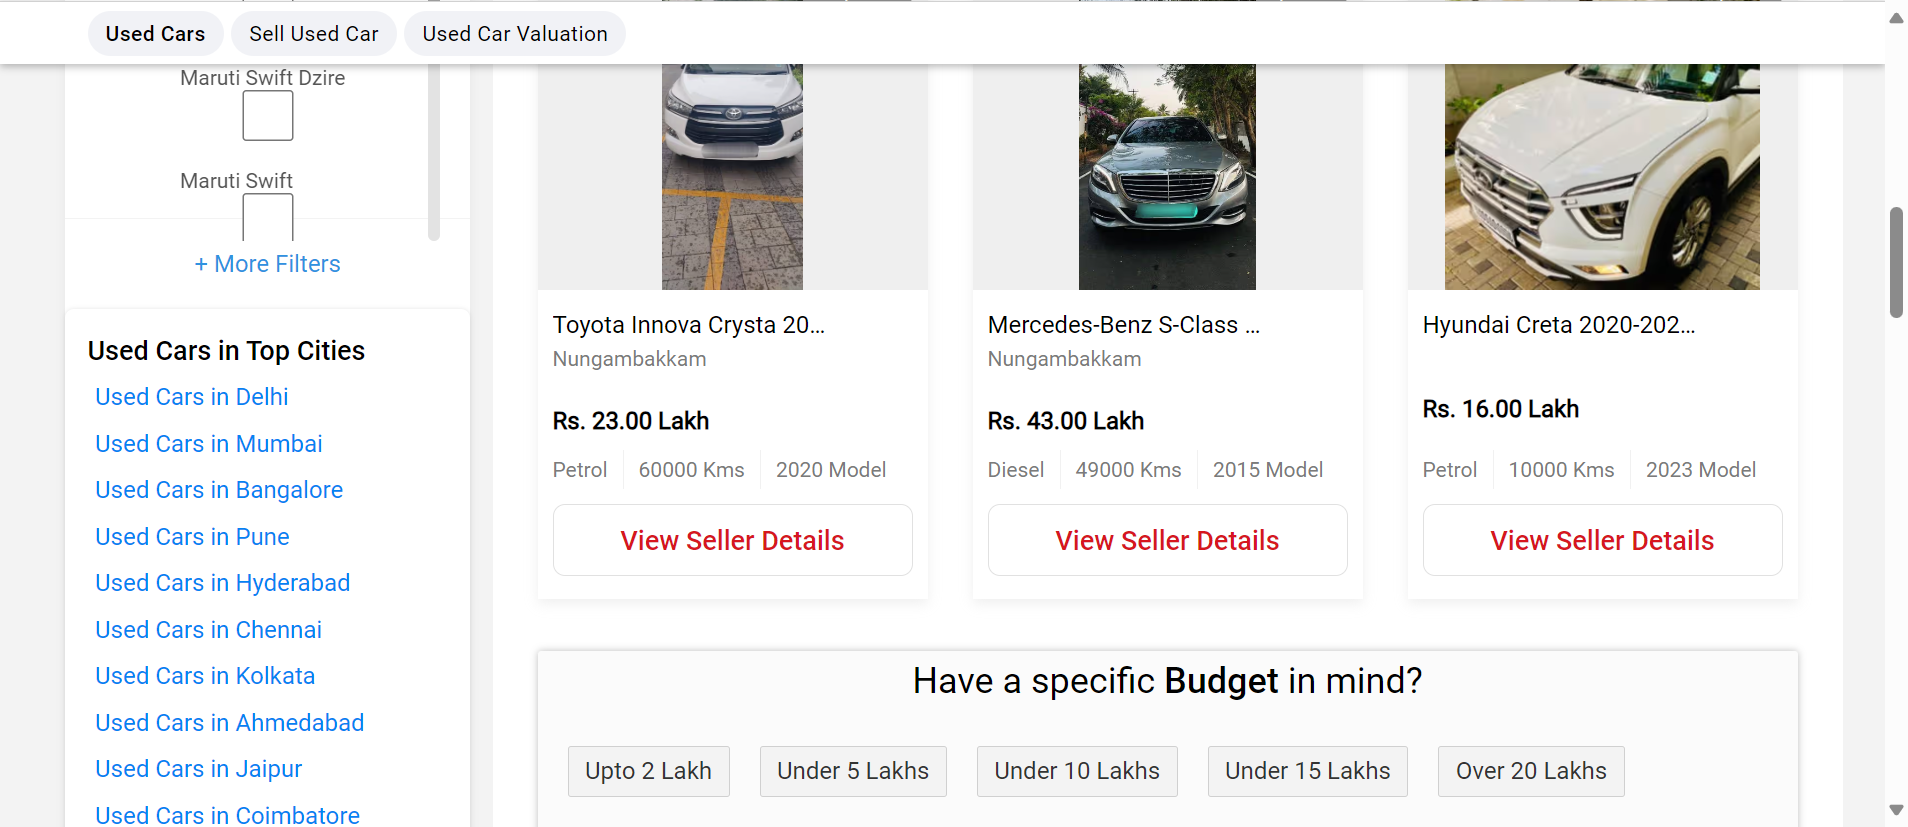 Used Cars
Sell Used Car
Used Car Valuation
Maruti Swift Dzire
Maruti Swift
+ More Filters
Used Cars in Top Cities
Used Cars in Delhi
Used Cars in Mumbai
Used Cars in Bangalore
Used Cars in Pune
Used Cars in Hyderabad
Used Cars in Chennai
Used Cars in Kolkata
Used Cars in Ahmedabad
Used Cars in Jaipur
Used Cars in Coimbatore
Toyota Innova Crysta 20...
Nungambakkam
Rs. 23.00 Lakh
Petrol
60000 Kms
2020 Model
View Seller Details
Mercedes-Benz S-Class ...
Nungambakkam
Rs. 43.00 Lakh
Diesel
49000 Kms
2015 Model
View Seller Details
Hyundai Creta 2020-202...
Rs. 16.00 Lakh
Petrol
10000 Kms
2023 Model
View Seller Details
Have a specific Budget in mind?
Upto 2 Lakh
Under 5 Lakhs
Under 10 Lakhs
Under 15 Lakhs
Over 20 Lakhs